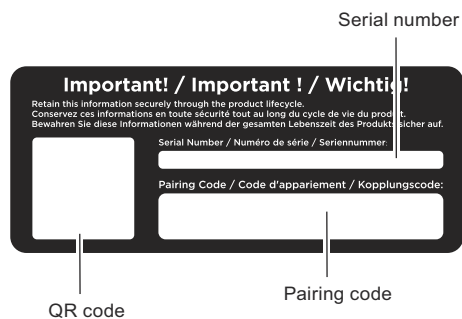 Serial number
Important! / Important ! / Wichtig!
Retain this information securely through the product lifecycle.
Conservez ces informations en toute sécurité tout au long du cycle de vie du produit.
Bewahren Sie diese Informationen während der gesamten Lebenszeit des Produkts sicher auf.
Serial Number / Numéro de série / Seriennummer:
Pairing Code / Code d'appariement / Kopplungscode:
Pairing code
QR code